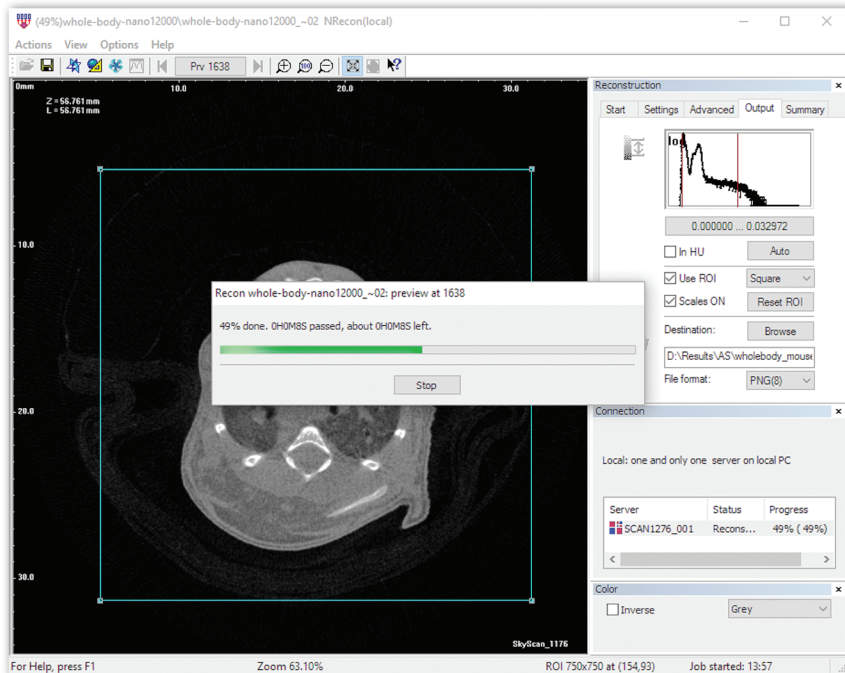 (49%)whole-body-nano12000\whole-body-nano12000_~02 NRecon(local)
Actions View Options Help
Prv 1638
0mm
10.0 20.0 30.0
Z = 56.761 mm
L = 56.761 mm
10.0
20.0
30.0
SkyScan_1176
Recon whole-body-nano12000_~02: preview at 1638
49% done. 0H0M8S passed, about 0H0M8S left.
Stop
Reconstruction
Start Settings Advanced Output Summary
0.000000 ... 0.032972
In HU Auto
Use ROI Square
Scales ON Reset ROI
Destination: Browse
D:\Results\AS\wholebody_mouse
File format: PNG(8)
Connection
Local: one and only one server on local PC
Server Status Progress
SCAN1276_001 Recons... 49% ( 49%)
Color
Inverse Grey
For Help, press F1 Zoom 63.10% ROI 750x750 at (154,93) Job started: 13:57